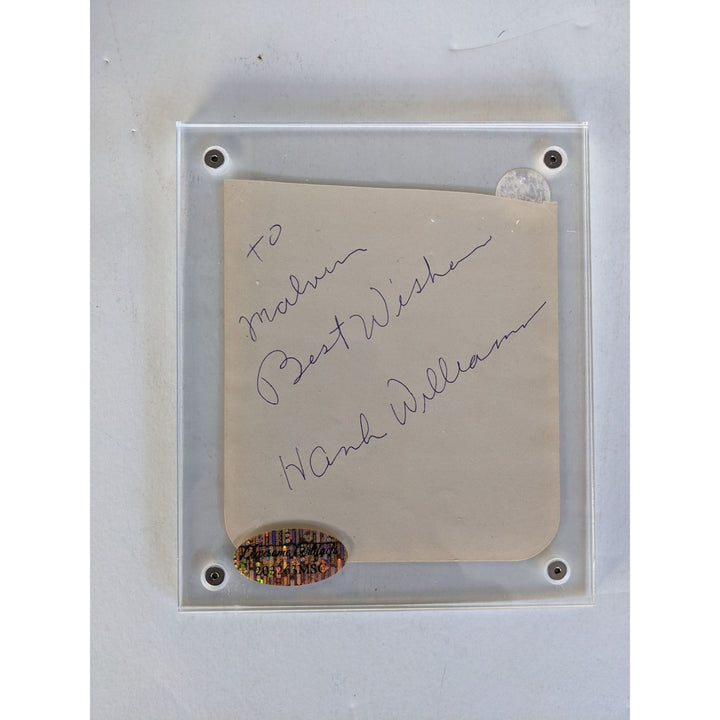 To
Malvin
Best Wishes
Hank Williams